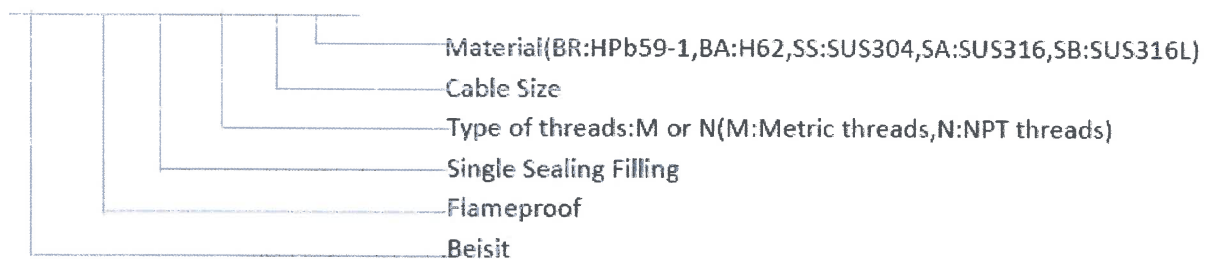 Material(BR:HPb59-1,BA:H62,SS:SUS304,SA:SUS316,SB:SUS316L)
Cable Size
Type of threads:M or N(M:Metric threads,N:NPT threads)
Single Sealing Filling
Flameproof
Beisit